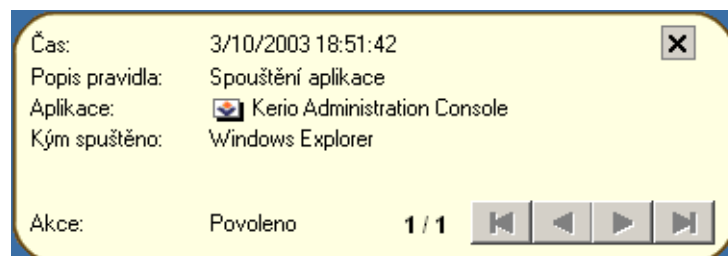 Čas: 3/10/2003 18:51:42
Popis pravidla: Spouštění aplikace
Aplikace: Kerio Administration Console
Kým spuštěno: Windows Explorer
Akce: Povoleno 1 / 1